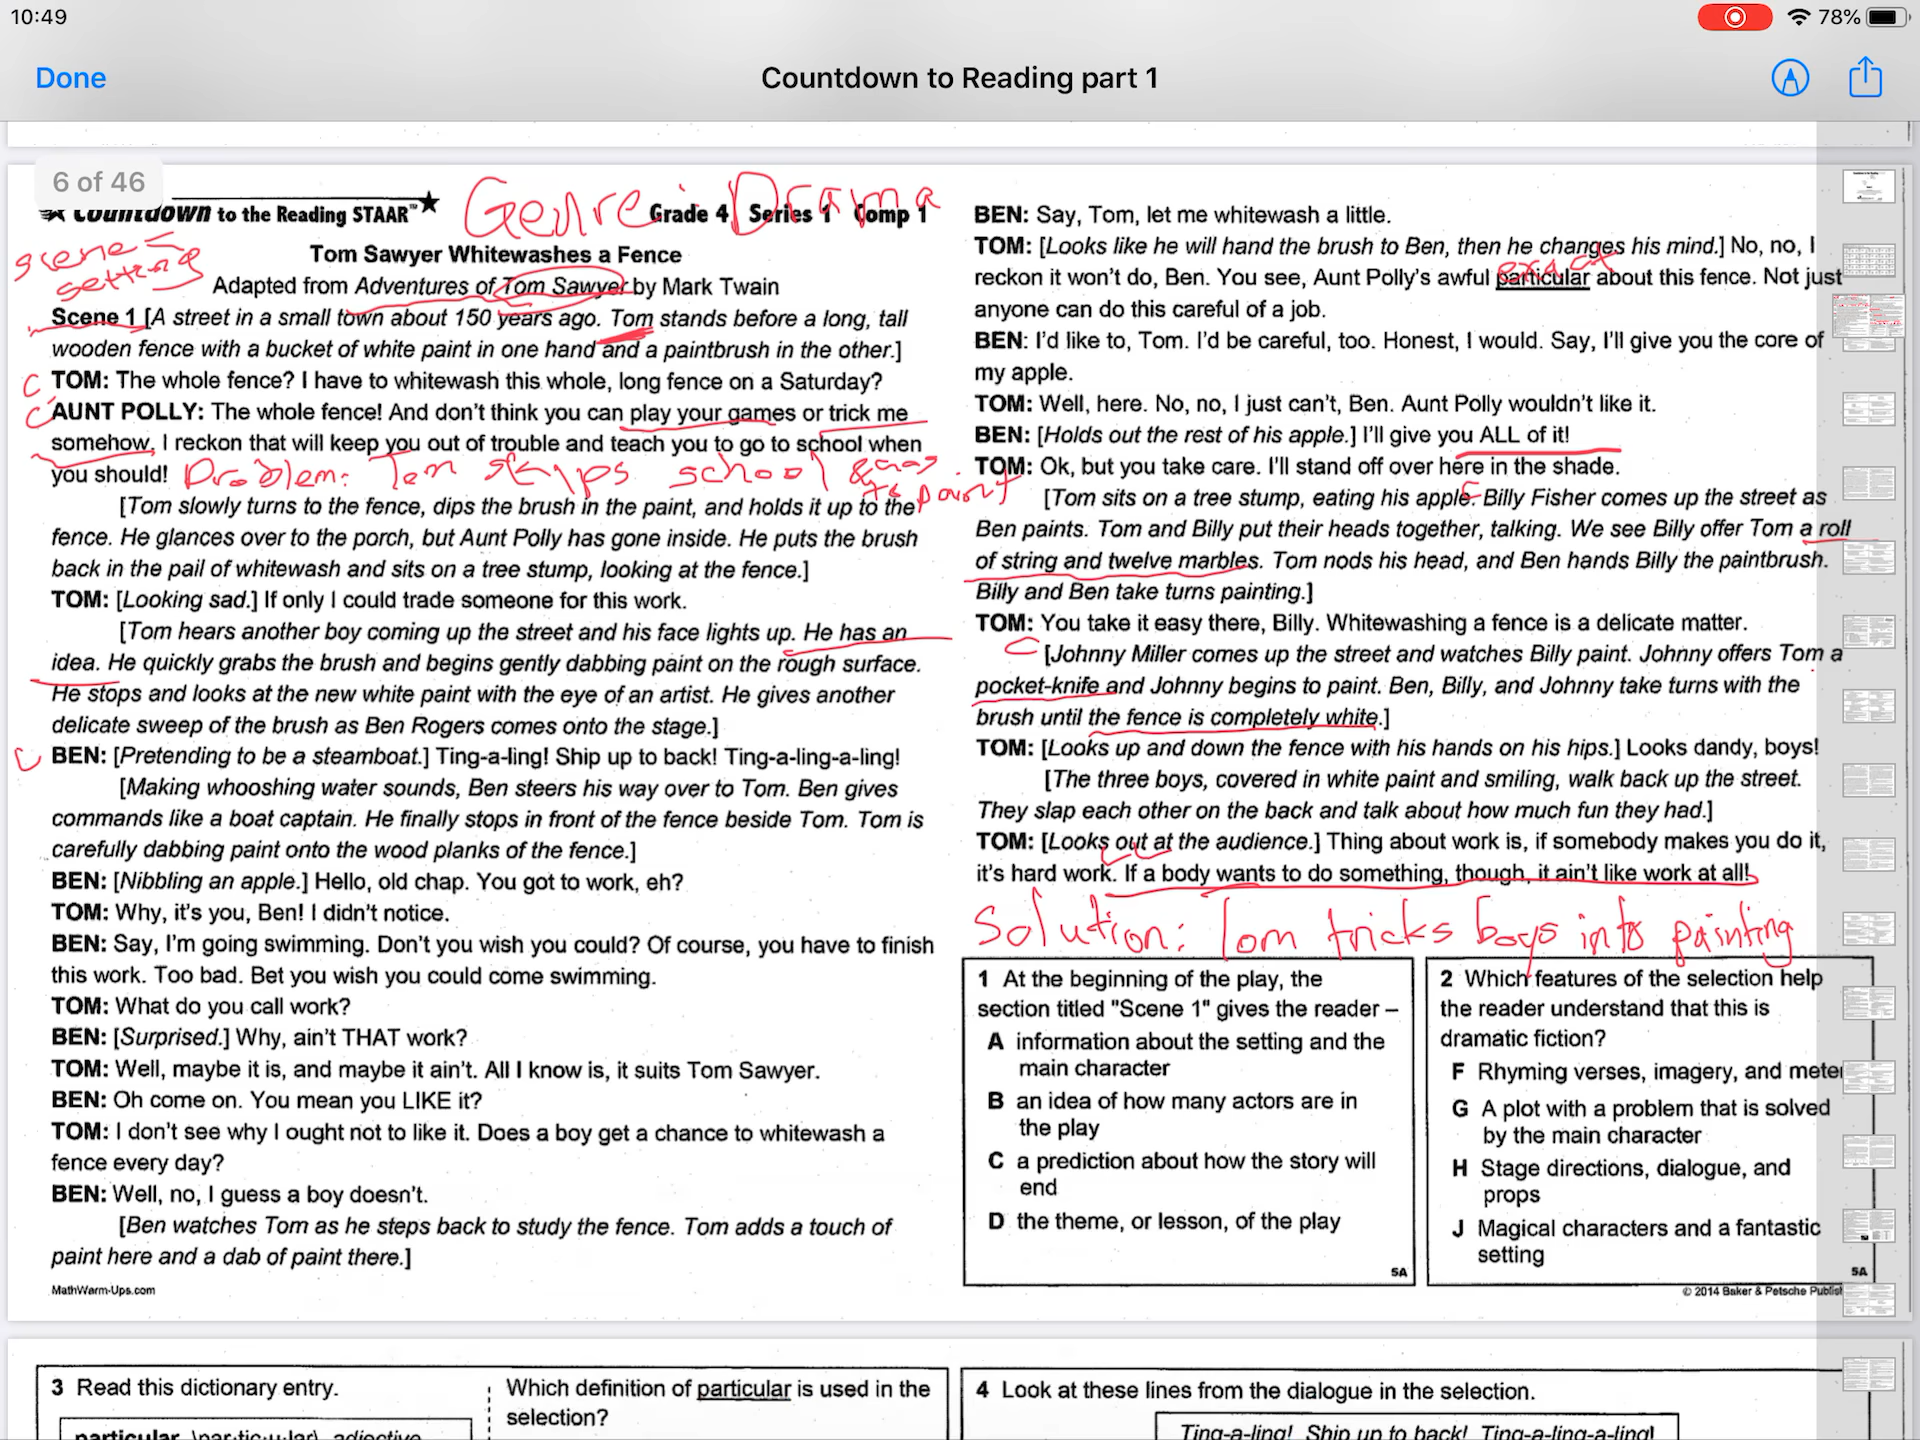 10:49
78%
Done
Countdown to Reading part 1
6 of 46
Countdown to the Reading STAAR™
Grade 4 Series 1 Comp 1
Genre: Drama
scene =
setting
Tom Sawyer Whitewashes a Fence
Adapted from Adventures of Tom Sawyer by Mark Twain
Scene 1 [A street in a small town about 150 years ago. Tom stands before a long, tall
wooden fence with a bucket of white paint in one hand and a paintbrush in the other.]
C TOM: The whole fence? I have to whitewash this whole, long fence on a Saturday?
C AUNT POLLY: The whole fence! And don't think you can play your games or trick me
somehow. I reckon that will keep you out of trouble and teach you to go to school when
you should!
Problem: Tom skips school & has
to paint
[Tom slowly turns to the fence, dips the brush in the paint, and holds it up to the
fence. He glances over to the porch, but Aunt Polly has gone inside. He puts the brush
back in the pail of whitewash and sits on a tree stump, looking at the fence.]
TOM: [Looking sad.] If only I could trade someone for this work.
[Tom hears another boy coming up the street and his face lights up. He has an
idea. He quickly grabs the brush and begins gently dabbing paint on the rough surface.
He stops and looks at the new white paint with the eye of an artist. He gives another
delicate sweep of the brush as Ben Rogers comes onto the stage.]
C BEN: [Pretending to be a steamboat.] Ting-a-ling! Ship up to back! Ting-a-ling-a-ling!
[Making whooshing water sounds, Ben steers his way over to Tom. Ben gives
commands like a boat captain. He finally stops in front of the fence beside Tom. Tom is
carefully dabbing paint onto the wood planks of the fence.]
BEN: [Nibbling an apple.] Hello, old chap. You got to work, eh?
TOM: Why, it's you, Ben! I didn't notice.
BEN: Say, I'm going swimming. Don't you wish you could? Of course, you have to finish
this work. Too bad. Bet you wish you could come swimming.
TOM: What do you call work?
BEN: [Surprised.] Why, ain't THAT work?
TOM: Well, maybe it is, and maybe it ain't. All I know is, it suits Tom Sawyer.
BEN: Oh come on. You mean you LIKE it?
TOM: I don't see why I ought not to like it. Does a boy get a chance to whitewash a
fence every day?
BEN: Well, no, I guess a boy doesn't.
[Ben watches Tom as he steps back to study the fence. Tom adds a touch of
paint here and a dab of paint there.]
MathWarm-Ups.com
BEN: Say, Tom, let me whitewash a little.
TOM: [Looks like he will hand the brush to Ben, then he changes his mind.] No, no, I
exact
reckon it won't do, Ben. You see, Aunt Polly's awful particular about this fence. Not just
anyone can do this careful of a job.
BEN: I'd like to, Tom. I'd be careful, too. Honest, I would. Say, I'll give you the core of
my apple.
TOM: Well, here. No, no, I just can't, Ben. Aunt Polly wouldn't like it.
BEN: [Holds out the rest of his apple.] I'll give you ALL of it!
TOM: Ok, but you take care. I'll stand off over here in the shade.
[Tom sits on a tree stump, eating his apple. C Billy Fisher comes up the street as
Ben paints. Tom and Billy put their heads together, talking. We see Billy offer Tom a roll
of string and twelve marbles. Tom nods his head, and Ben hands Billy the paintbrush.
Billy and Ben take turns painting.]
TOM: You take it easy there, Billy. Whitewashing a fence is a delicate matter.
C [Johnny Miller comes up the street and watches Billy paint. Johnny offers Tom a
pocket-knife and Johnny begins to paint. Ben, Billy, and Johnny take turns with the
brush until the fence is completely white.]
TOM: [Looks up and down the fence with his hands on his hips.] Looks dandy, boys!
[The three boys, covered in white paint and smiling, walk back up the street.
They slap each other on the back and talk about how much fun they had.]
TOM: [Looks out at the audience.] Thing about work is, if somebody makes you do it,
it's hard work. If a body wants to do something, though, it ain't like work at all!
Solution: Tom tricks boys into painting
1 At the beginning of the play, the
section titled "Scene 1" gives the reader –
A information about the setting and the
main character
B an idea of how many actors are in
the play
C a prediction about how the story will
end
D the theme, or lesson, of the play
5A
2 Which features of the selection help
the reader understand that this is
dramatic fiction?
F Rhyming verses, imagery, and meter
G A plot with a problem that is solved
by the main character
H Stage directions, dialogue, and
props
J Magical characters and a fantastic
setting
5A
© 2014 Baker & Petsche Publis
3 Read this dictionary entry.
particular \par·tic·u·lar\ adjective
Which definition of particular is used in the
selection?
4 Look at these lines from the dialogue in the selection.
Ting-a-ling! Ship up to back! Ting-a-ling-a-ling!